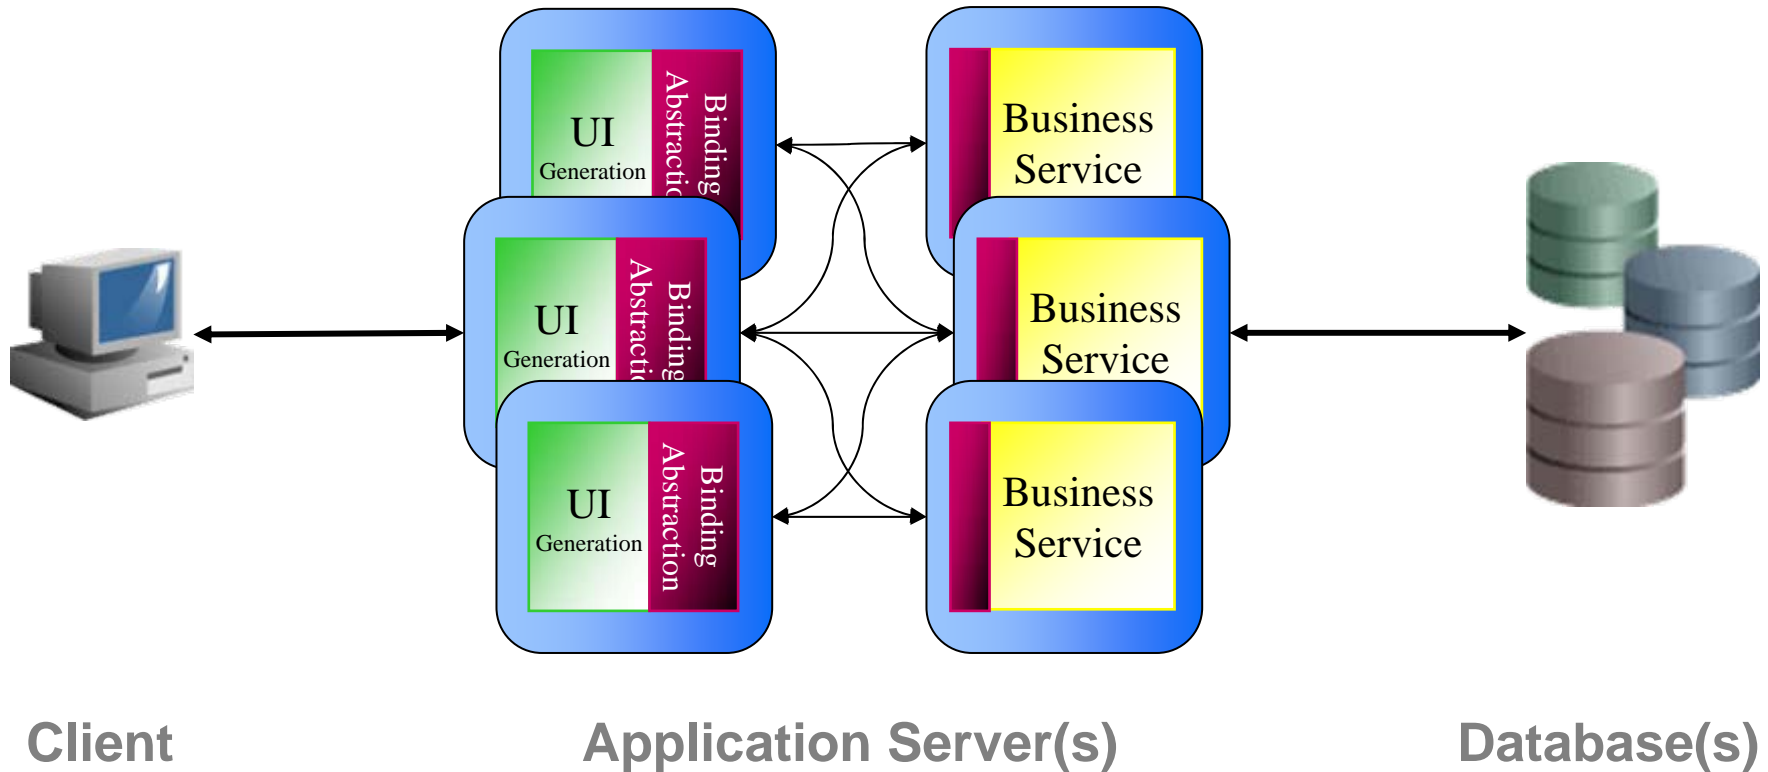 UI
Generation
Binding
Abstractio
Business
Service
UI
Generation
Binding
Abstractio
Business
Service
UI
Generation
Binding
Abstraction
Business
Service
Client
Application Server(s)
Database(s)